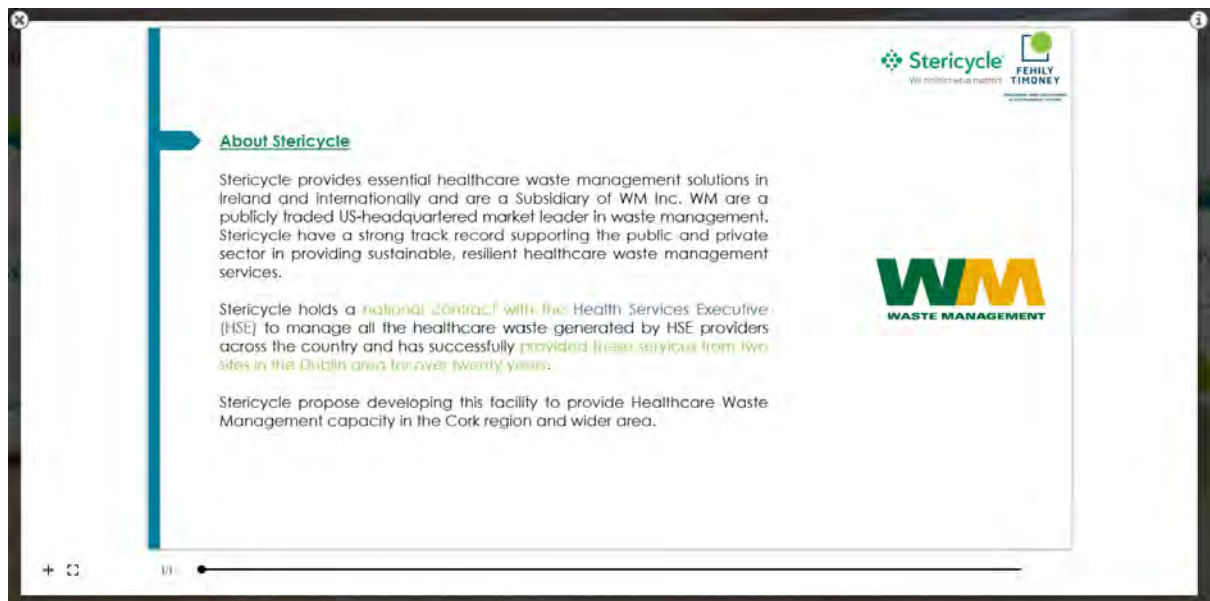 Stericycle
We protect what matters.
FEHILY
TIMONEY
About Stericycle
Stericycle provides essential healthcare waste management solutions in
Ireland and internationally and are a Subsidiary of WM Inc. WM are a
publicly traded US-headquartered market leader in waste management.
Stericycle have a strong track record supporting the public and private
sector in providing sustainable, resilient healthcare waste management
services.
Stericycle holds a national contract with the Health Services Executive
(HSE) to manage all the healthcare waste generated by HSE providers
across the country and has successfully provided these services from two
sites in the Dublin area for over twenty years.
Stericycle propose developing this facility to provide Healthcare Waste
Management capacity in the Cork region and wider area.
WM
WASTE MANAGEMENT
1/1